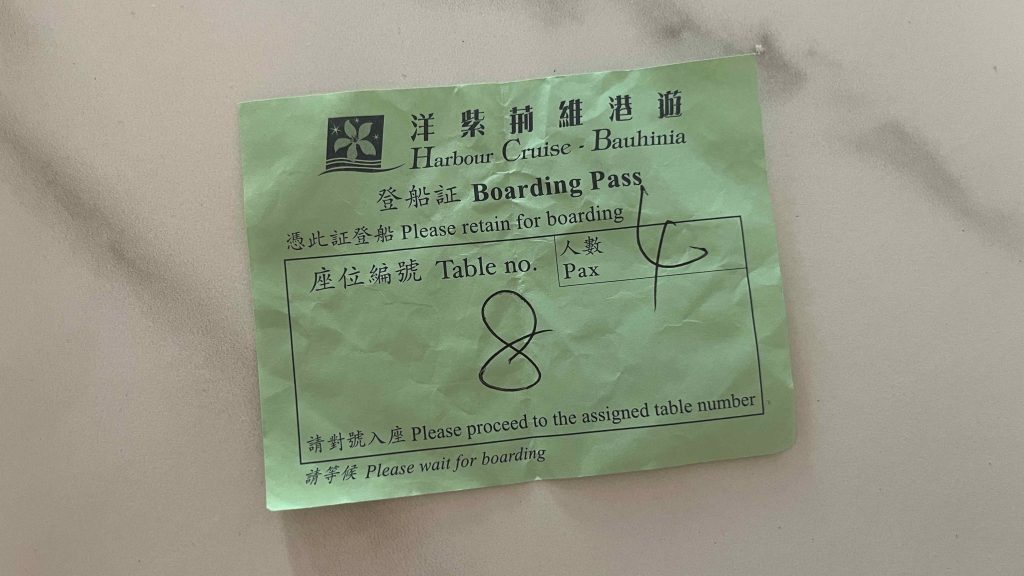 洋紫荊維港遊
Harbour Cruise - Bauhinia
登船証 Boarding Pass
憑此証登船 Please retain for boarding
座位編號 Table no.
人數
Pax
4
8
請對號入座 Please proceed to the assigned table number
請等候 Please wait for boarding